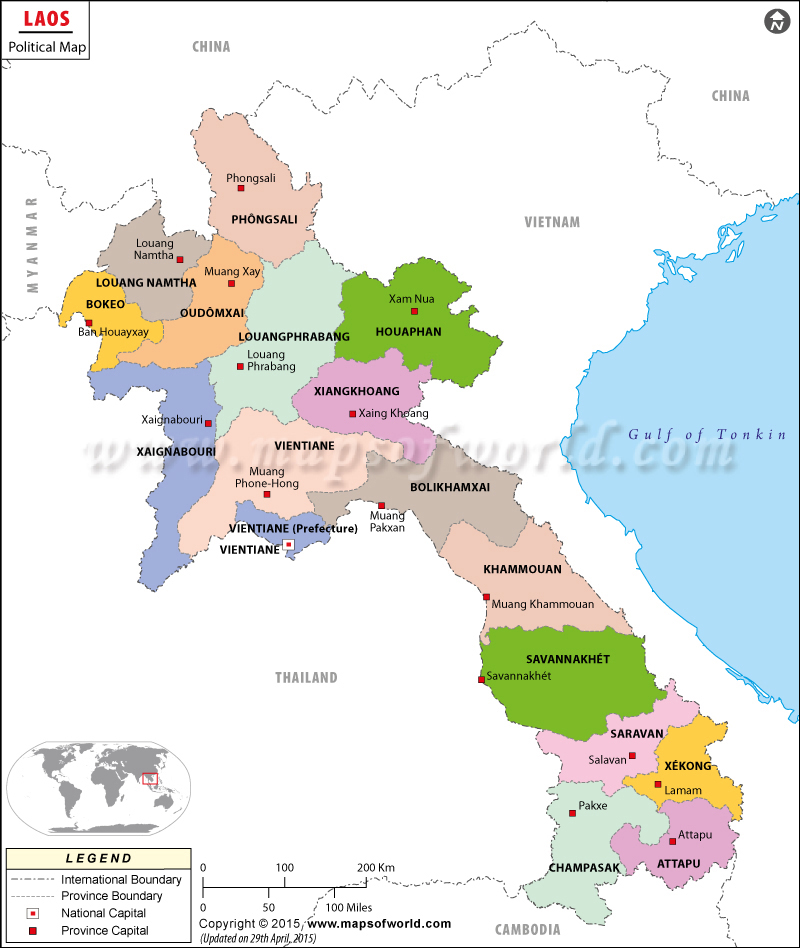 LAOS
Political Map
CHINA
CHINA
MYANMAR
VIETNAM
Phongsali
PHÔNGSALI
Louang
Namtha
LOUANG NAMTHA
Muang Xay
OUDÔMXAI
BOKEO
Ban Houayxay
Xam Nua
HOUAPHAN
LOUANGPHRABANG
Louang
Phrabang
XIANGKHOANG
Xaing Khoang
Xaignabouri
XAIGNABOURI
VIENTIANE
Gulf of Tonkin
www.mapsofworld.com
Muang
Phone-Hong
BOLIKHAMXAI
Muang
Pakxan
VIENTIANE (Prefecture)
VIENTIANE
KHAMMOUAN
Muang Khammouan
THAILAND
SAVANNAKHÉT
Savannakhét
SARAVAN
Salavan
XÉKONG
Lamam
Pakxe
Attapu
CHAMPASAK
ATTAPU
CAMBODIA
LEGEND
International Boundary
Province Boundary
National Capital
Province Capital
0 100 200 Km
0 50 100 Miles
Copyright © 2015, www.mapsofworld.com
(Updated on 29th April, 2015)
N